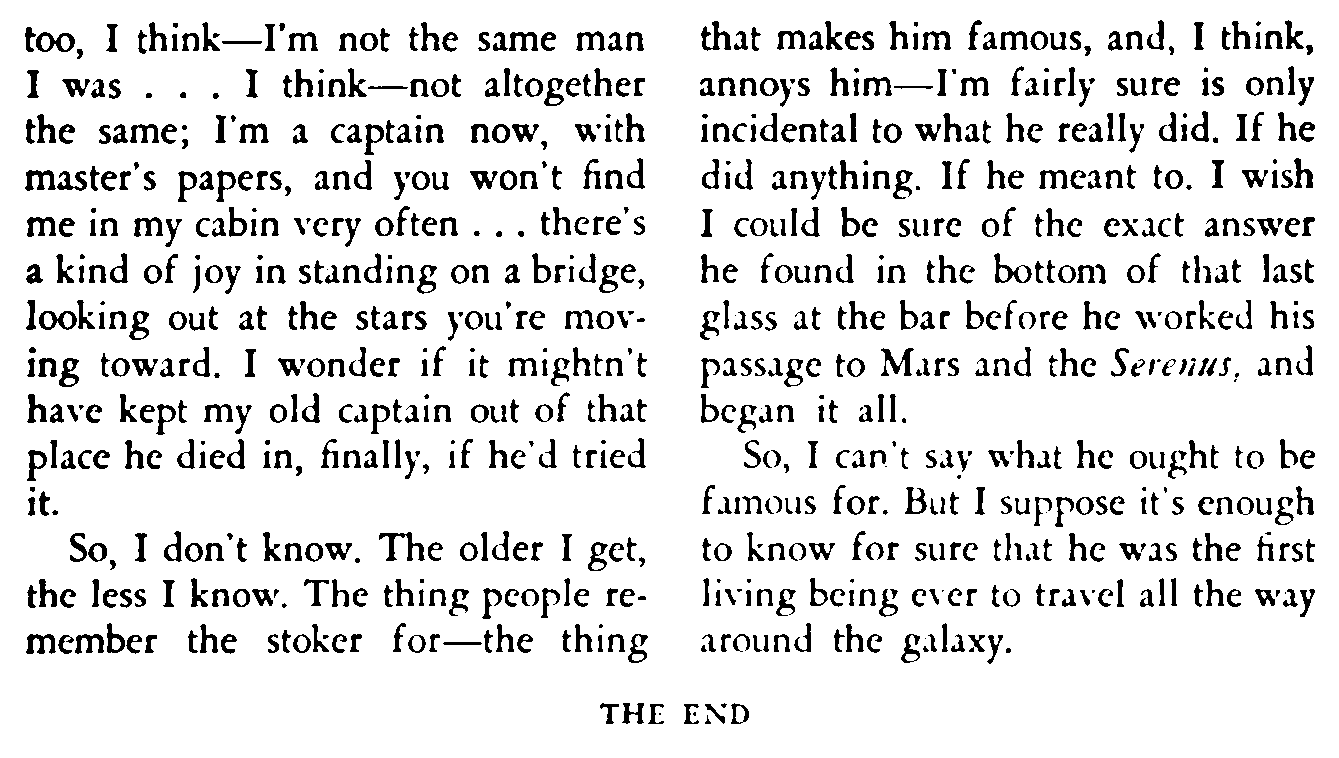 too, I think—I'm not the same man
I was . . . I think—not altogether
the same; I'm a captain now, with
master's papers, and you won't find
me in my cabin very often . . . there's
a kind of joy in standing on a bridge,
looking out at the stars you're mov-
ing toward. I wonder if it mightn't
have kept my old captain out of that
place he died in, finally, if he'd tried
it.
So, I don't know. The older I get,
the less I know. The thing people re-
member the stoker for—the thing
that makes him famous, and, I think,
annoys him—I'm fairly sure is only
incidental to what he really did. If he
did anything. If he meant to. I wish
I could be sure of the exact answer
he found in the bottom of that last
glass at the bar before he worked his
passage to Mars and the Serenus, and
began it all.
So, I can't say what he ought to be
famous for. But I suppose it's enough
to know for sure that he was the first
living being ever to travel all the way
around the galaxy.
THE END